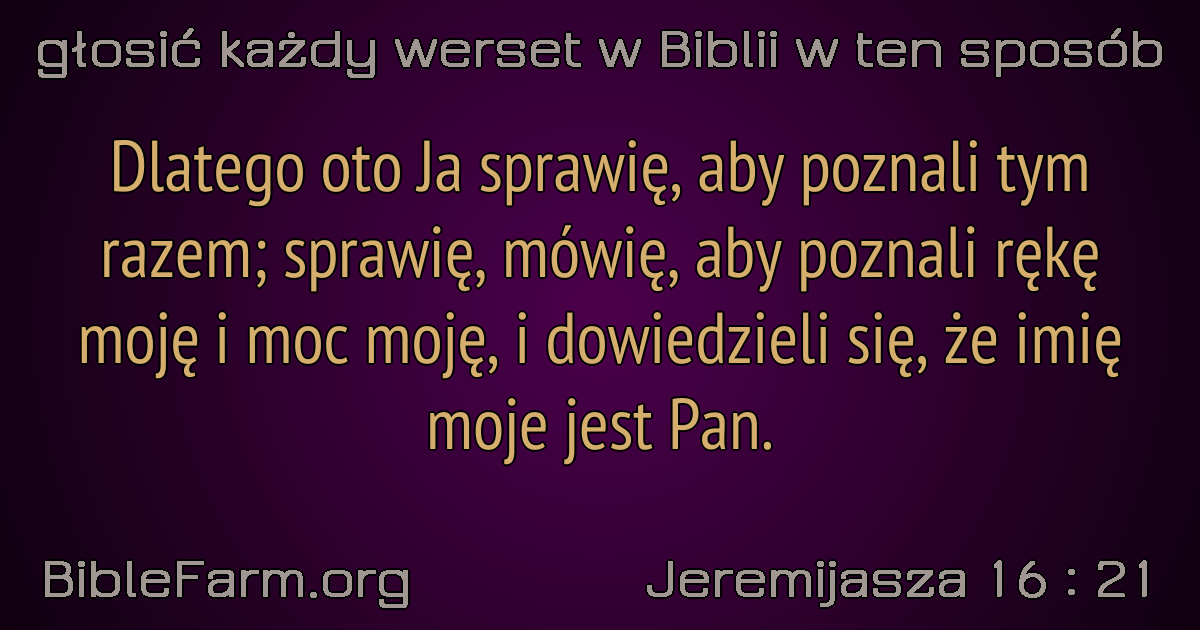 głosić każdy werset w Biblii w ten sposób
Dlatego oto Ja sprawię, aby poznali tym
razem; sprawię, mówię, aby poznali rękę
moję i moc moję, i dowiedzieli się, że imię
moje jest Pan.
BibleFarm.org
Jeremijasza 16 : 21